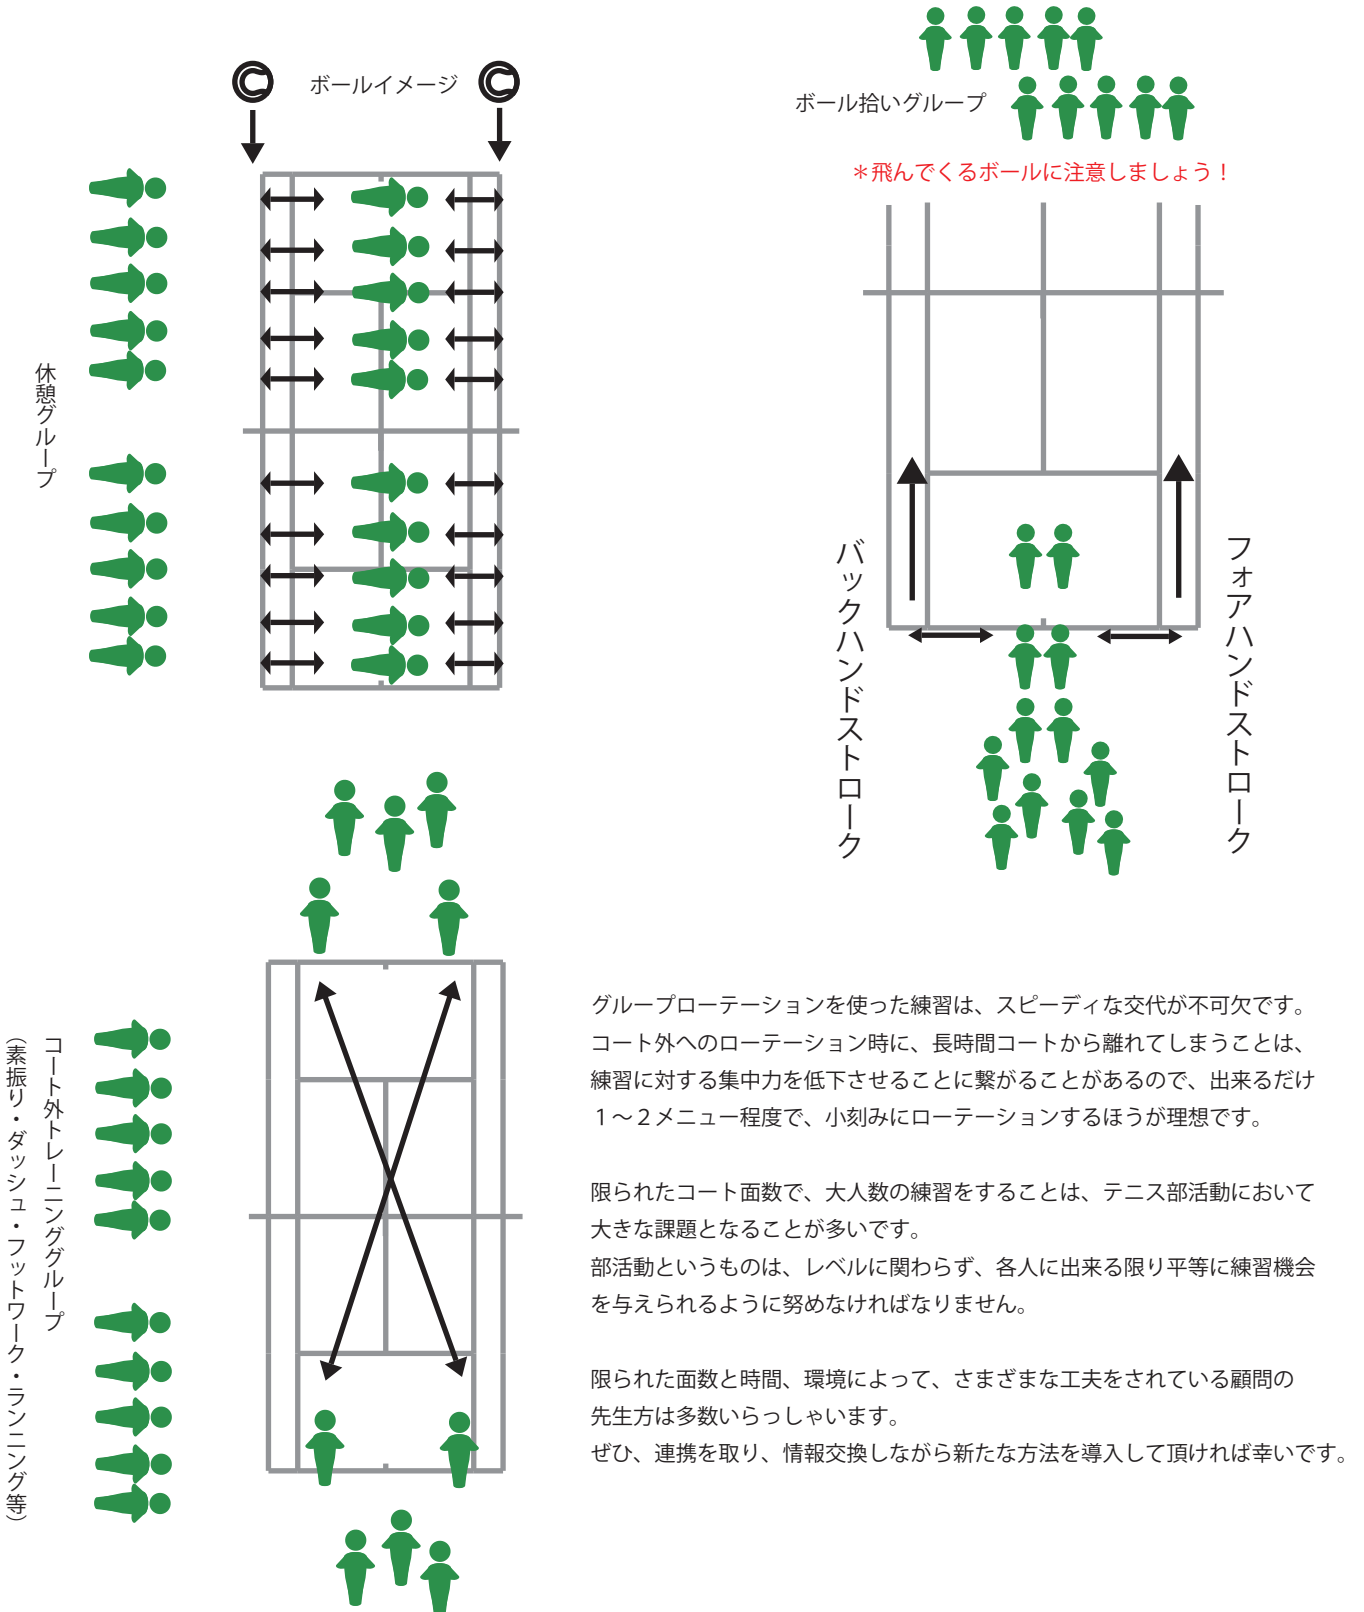 ボールイメージ
ボール拾いグループ
＊飛んでくるボールに注意しましょう！
休憩グループ
バックハンドストローク
フォアハンドストローク
コート外トレーニンググループ
（素振り・ダッシュ・フットワーク・ランニング等）
グループローテーションを使った練習は、スピーディな交代が不可欠です。
コート外へのローテーション時に、長時間コートから離れてしまうことは、
練習に対する集中力を低下させることに繋がることがあるので、出来るだけ
１～２メニュー程度で、小刻みにローテーションするほうが理想です。
限られたコート面数で、大人数の練習をすることは、テニス部活動において
大きな課題となることが多いです。
部活動というものは、レベルに関わらず、各人に出来る限り平等に練習機会
を与えられるように努めなければなりません。
限られた面数と時間、環境によって、さまざまな工夫をされている顧問の
先生方は多数いらっしゃいます。
ぜひ、連携を取り、情報交換しながら新たな方法を導入して頂ければ幸いです。